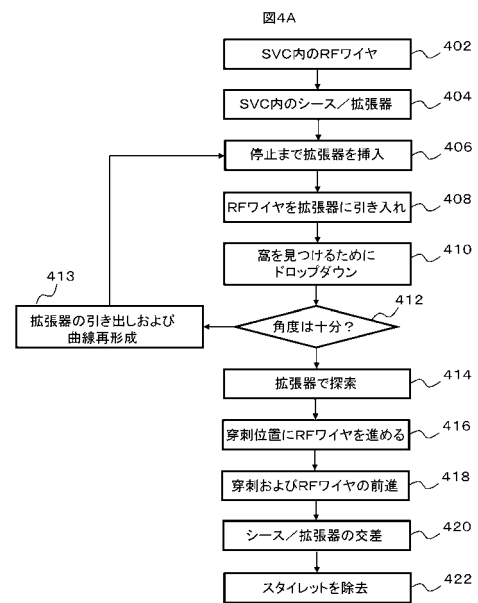 図4A
SVC内のRFワイヤ
402
SVC内のシース／拡張器
404
停止まで拡張器を挿入
406
RFワイヤを拡張器に引き入れ
408
窩を見つけるために
ドロップダウン
410
413
拡張器の引き出しおよび
曲線再形成
角度は十分？
412
拡張器で探索
414
穿刺位置にRFワイヤを進める
416
穿刺およびRFワイヤの前進
418
シース／拡張器の交差
420
スタイレットを除去
422